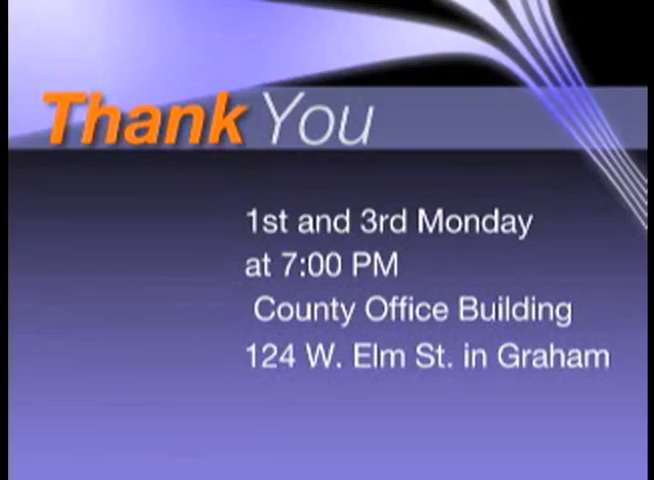 Thank You
1st and 3rd Monday
at 7:00 PM
County Office Building
124 W. Elm St. in Graham